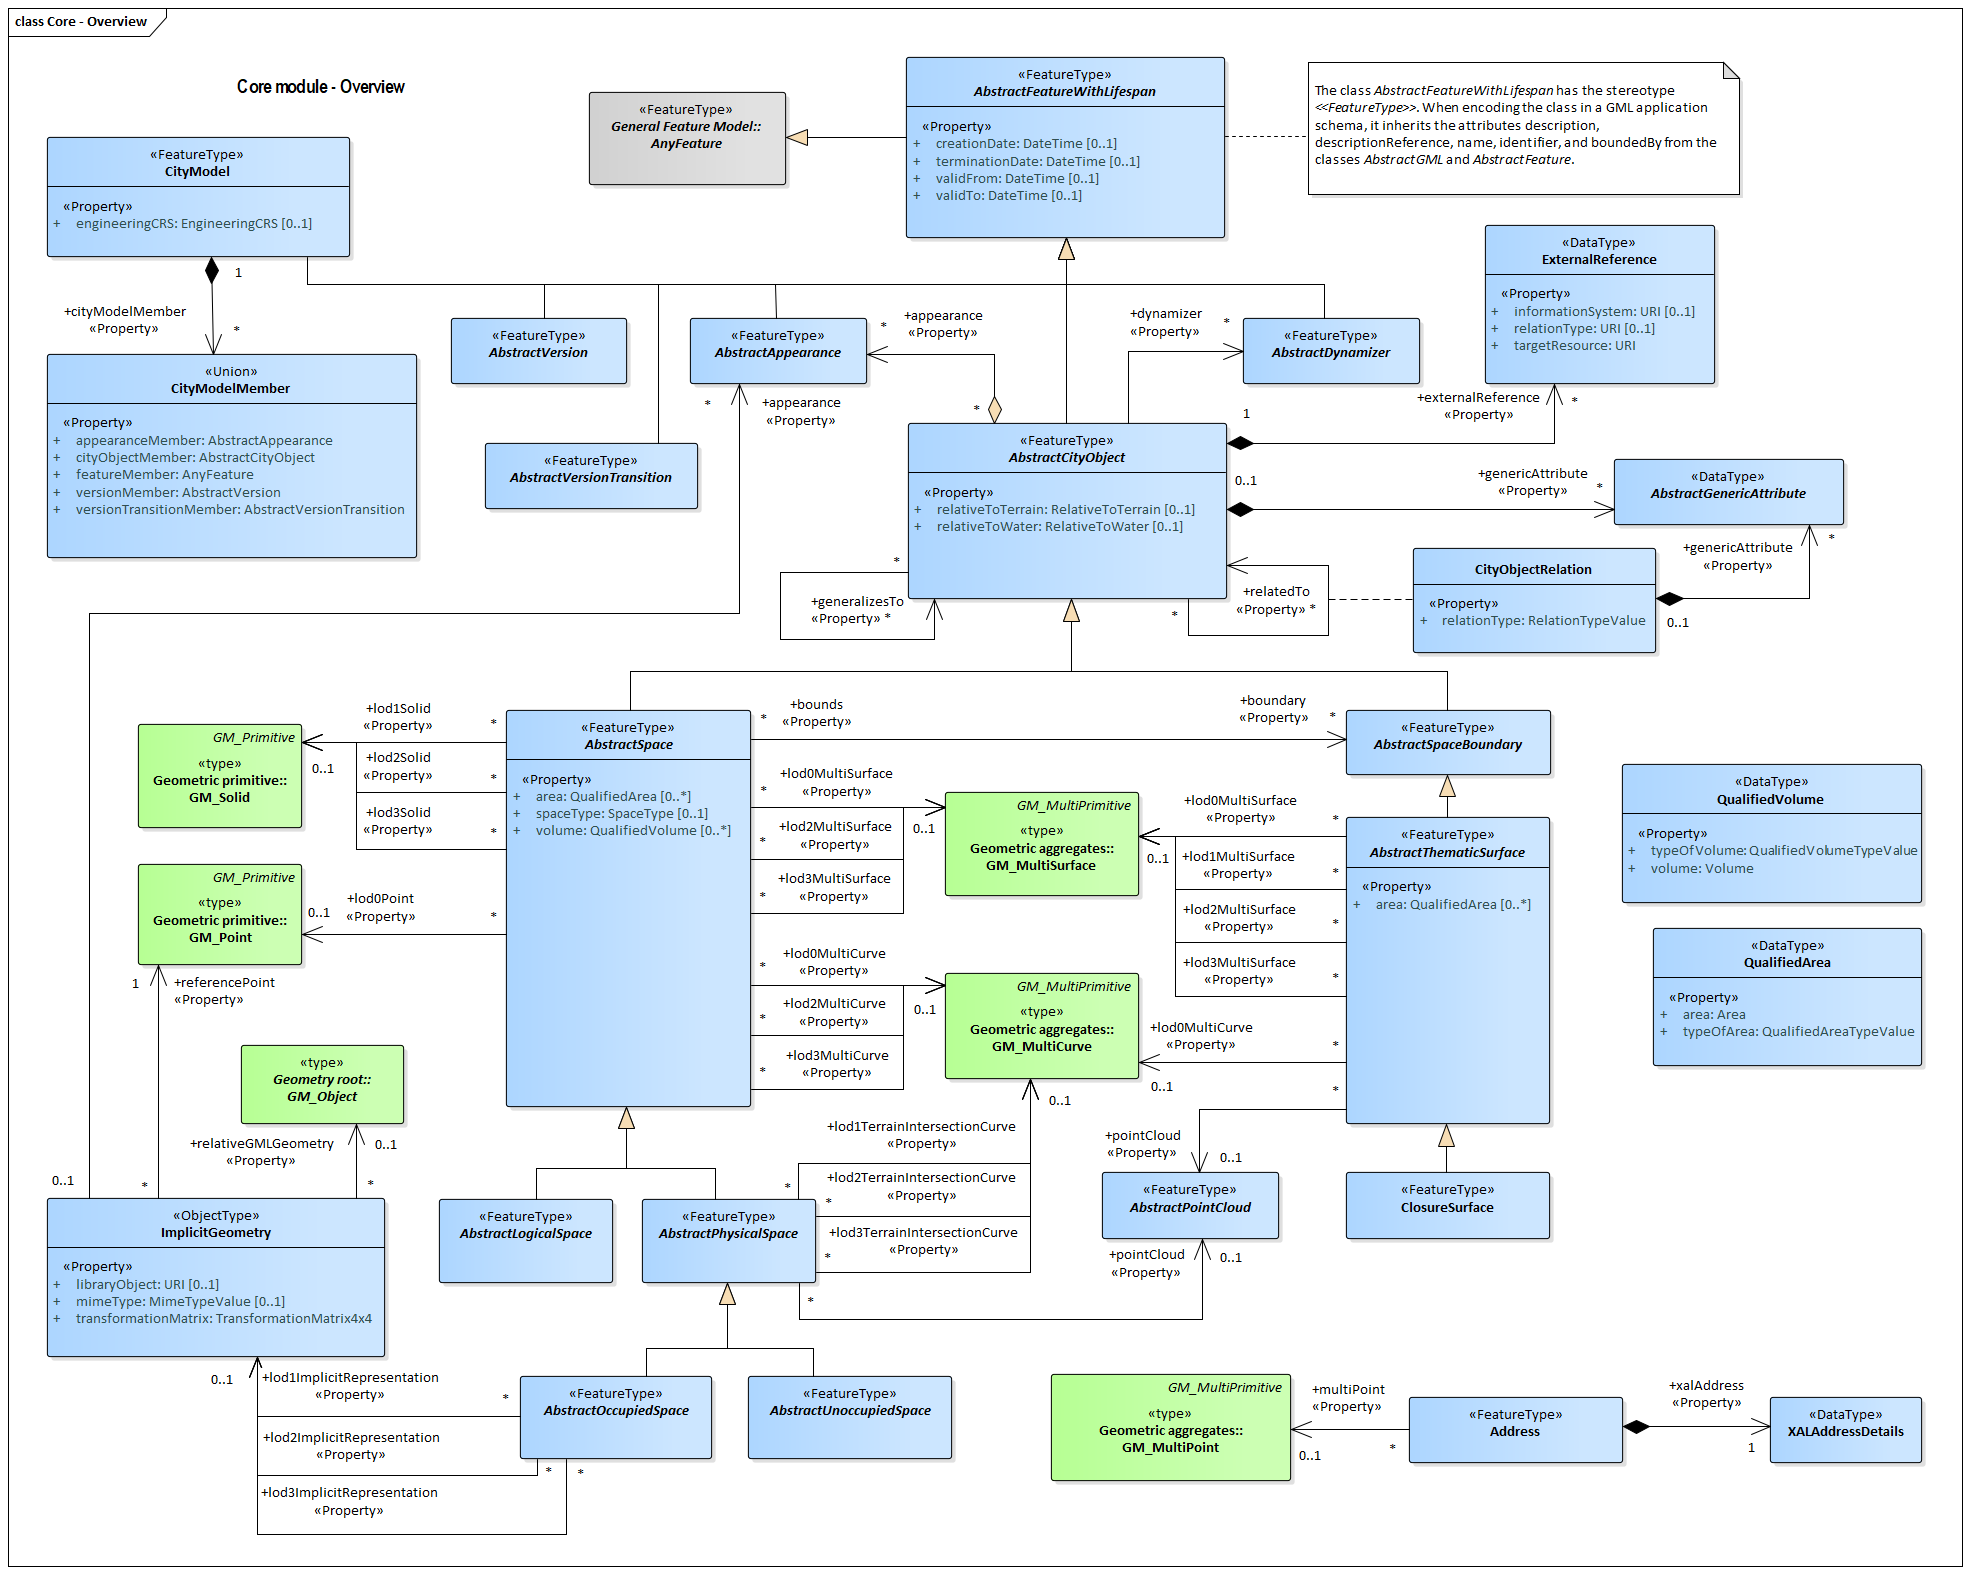 class Core - Overview
Core module - Overview
«FeatureType»
CityModel
«Property»
+ engineeringCRS: EngineeringCRS [0..1]
«FeatureType»
General Feature Model::
AnyFeature
«FeatureType»
AbstractFeatureWithLifespan
«Property»
+ creationDate: DateTime [0..1]
+ terminationDate: DateTime [0..1]
+ validFrom: DateTime [0..1]
+ validTo: DateTime [0..1]
The class AbstractFeatureWithLifespan has the stereotype
<<FeatureType>>. When encoding the class in a GML application
schema, it inherits the attributes description,
descriptionReference, name, identifier, and boundedBy from the
classes AbstractGML and AbstractFeature.
1
+cityModelMember
«Property»
*
«Union»
CityModelMember
«Property»
+ appearanceMember: AbstractAppearance
+ cityObjectMember: AbstractCityObject
+ featureMember: AnyFeature
+ versionMember: AbstractVersion
+ versionTransitionMember: AbstractVersionTransition
«FeatureType»
AbstractVersion
«FeatureType»
AbstractVersionTransition
«FeatureType»
AbstractAppearance
*
+appearance
«Property»
*
*
+appearance
«Property»
+dynamizer
«Property»
*
«FeatureType»
AbstractDynamizer
«DataType»
ExternalReference
«Property»
+ informationSystem: URI [0..1]
+ relationType: URI [0..1]
+ targetResource: URI
+externalReference
«Property»
*
1
«FeatureType»
AbstractCityObject
«Property»
+ relativeToTerrain: RelativeToTerrain [0..1]
+ relativeToWater: RelativeToWater [0..1]
0..1
+genericAttribute
«Property»
*
«DataType»
AbstractGenericAttribute
+genericAttribute
«Property»
*
CityObjectRelation
«Property»
+ relationType: RelationTypeValue
0..1
*
+generalizesTo
«Property» *
+relatedTo
«Property» *
*
+lod1Solid
«Property»
*
+lod2Solid
«Property»
*
+lod3Solid
«Property»
*
0..1
GM_Primitive
«type»
Geometric primitive::
GM_Solid
GM_Primitive
«type»
Geometric primitive::
GM_Point
0..1
+lod0Point
«Property»
*
1
+referencePoint
«Property»
«FeatureType»
AbstractSpace
«Property»
+ area: QualifiedArea [0..*]
+ spaceType: SpaceType [0..1]
+ volume: QualifiedVolume [0..*]
*
+bounds
«Property»
+boundary
«Property»
*
«FeatureType»
AbstractSpaceBoundary
+lod0MultiSurface
* «Property»
+lod2MultiSurface
* «Property»
+lod3MultiSurface
* «Property»
0..1
GM_MultiPrimitive
«type»
Geometric aggregates::
GM_MultiSurface
0..1
+lod0MultiSurface
«Property» *
+lod1MultiSurface
«Property» *
+lod2MultiSurface
«Property» *
+lod3MultiSurface
«Property» *
«FeatureType»
AbstractThematicSurface
«Property»
+ area: QualifiedArea [0..*]
«DataType»
QualifiedVolume
«Property»
+ typeOfVolume: QualifiedVolumeTypeValue
+ volume: Volume
«DataType»
QualifiedArea
«Property»
+ area: Area
+ typeOfArea: QualifiedAreaTypeValue
+lod0MultiCurve
* «Property»
+lod2MultiCurve
* «Property»
+lod3MultiCurve
* «Property»
0..1
GM_MultiPrimitive
«type»
Geometric aggregates::
GM_MultiCurve
+lod0MultiCurve
«Property» *
0..1
0..1
*
+pointCloud
«Property»
0..1
«type»
Geometry root::
GM_Object
+relativeGMLGeometry
«Property»
0..1
0..1
*
*
«ObjectType»
ImplicitGeometry
«Property»
+ libraryObject: URI [0..1]
+ mimeType: MimeTypeValue [0..1]
+ transformationMatrix: TransformationMatrix4x4
«FeatureType»
AbstractLogicalSpace
«FeatureType»
AbstractPhysicalSpace
+lod1TerrainIntersectionCurve
«Property»
*
+lod2TerrainIntersectionCurve
«Property»
*
+lod3TerrainIntersectionCurve
«Property»
*
«FeatureType»
AbstractPointCloud
+pointCloud
«Property»
0..1
*
«FeatureType»
ClosureSurface
0..1
+lod1ImplicitRepresentation
«Property»
*
+lod2ImplicitRepresentation
«Property»
*
+lod3ImplicitRepresentation
«Property»
*
«FeatureType»
AbstractOccupiedSpace
«FeatureType»
AbstractUnoccupiedSpace
GM_MultiPrimitive
«type»
Geometric aggregates::
GM_MultiPoint
+multiPoint
«Property»
0..1
*
«FeatureType»
Address
+xalAddress
«Property»
1
«DataType»
XALAddressDetails